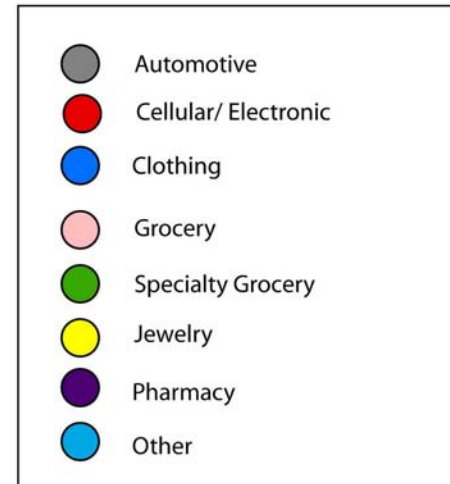 Automotive
Cellular/ Electronic
Clothing
Grocery
Specialty Grocery
Jewelry
Pharmacy
Other